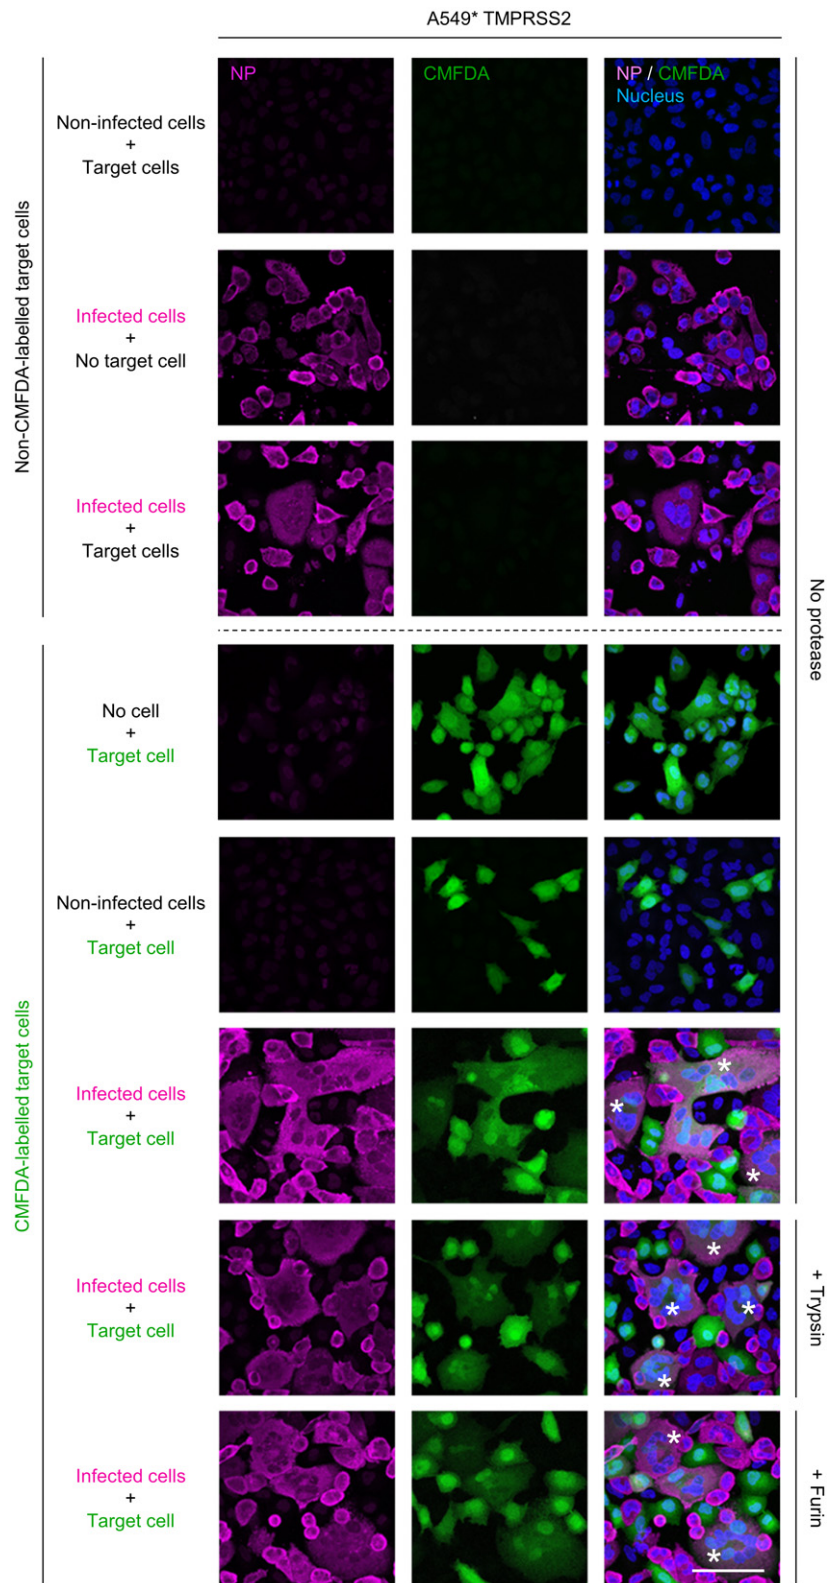 A549* TMPRSS2
NP
CMFDA
NP / CMFDA
Nucleus
Non-CMFDA-labelled target cells
Non-infected cells
+
Target cells
Infected cells
+
No target cell
Infected cells
+
Target cells
No protease
CMFDA-labelled target cells
No cell
+
Target cell
Non-infected cells
+
Target cell
Infected cells
+
Target cell
*
*
*
Infected cells
+
Target cell
*
*
*
*
+ Trypsin
Infected cells
+
Target cell
*
*
+ Furin